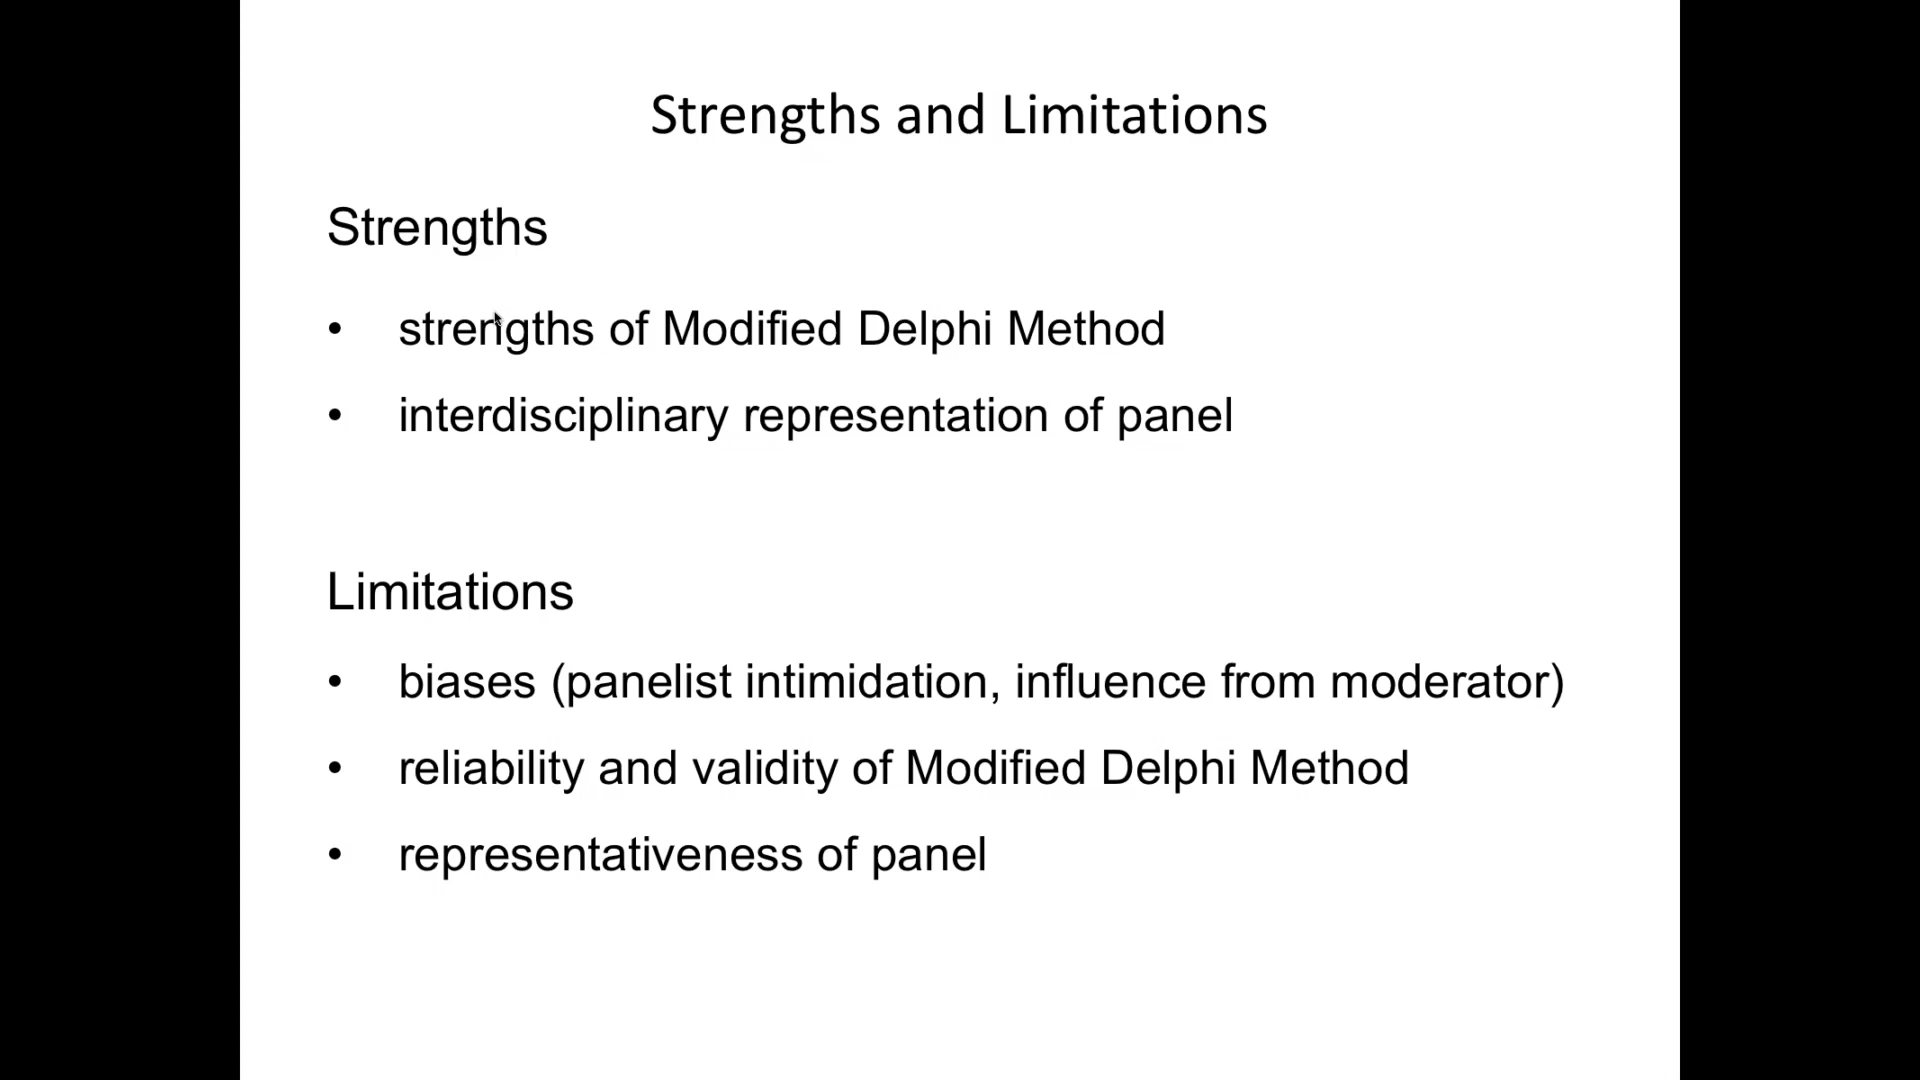 Strengths and Limitations
Strengths
• strengths of Modified Delphi Method
• interdisciplinary representation of panel
Limitations
• biases (panelist intimidation, influence from moderator)
• reliability and validity of Modified Delphi Method
• representativeness of panel